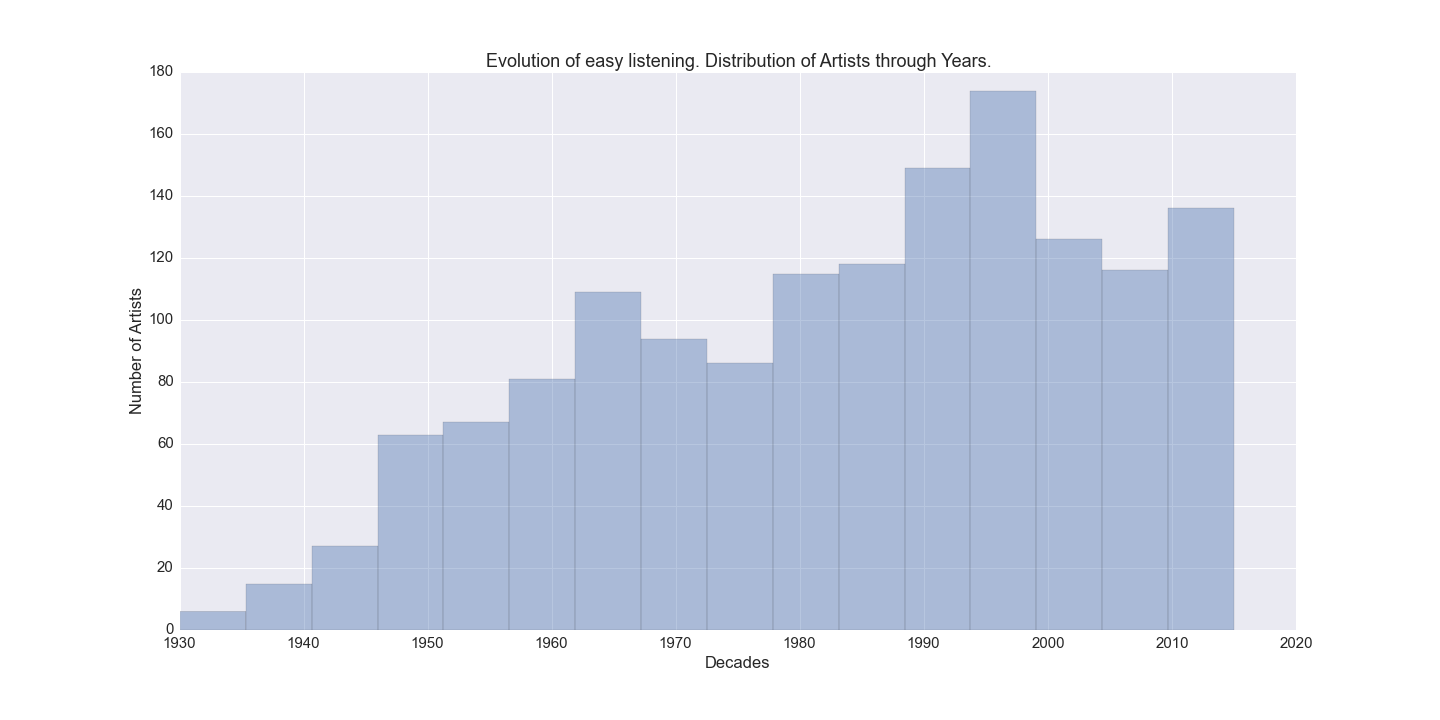 Evolution of easy listening. Distribution of Artists through Years.
180
160
140
120
100
80
60
40
20
0
Number of Artists
1930 1940 1950 1960 1970 1980 1990 2000 2010 2020
Decades